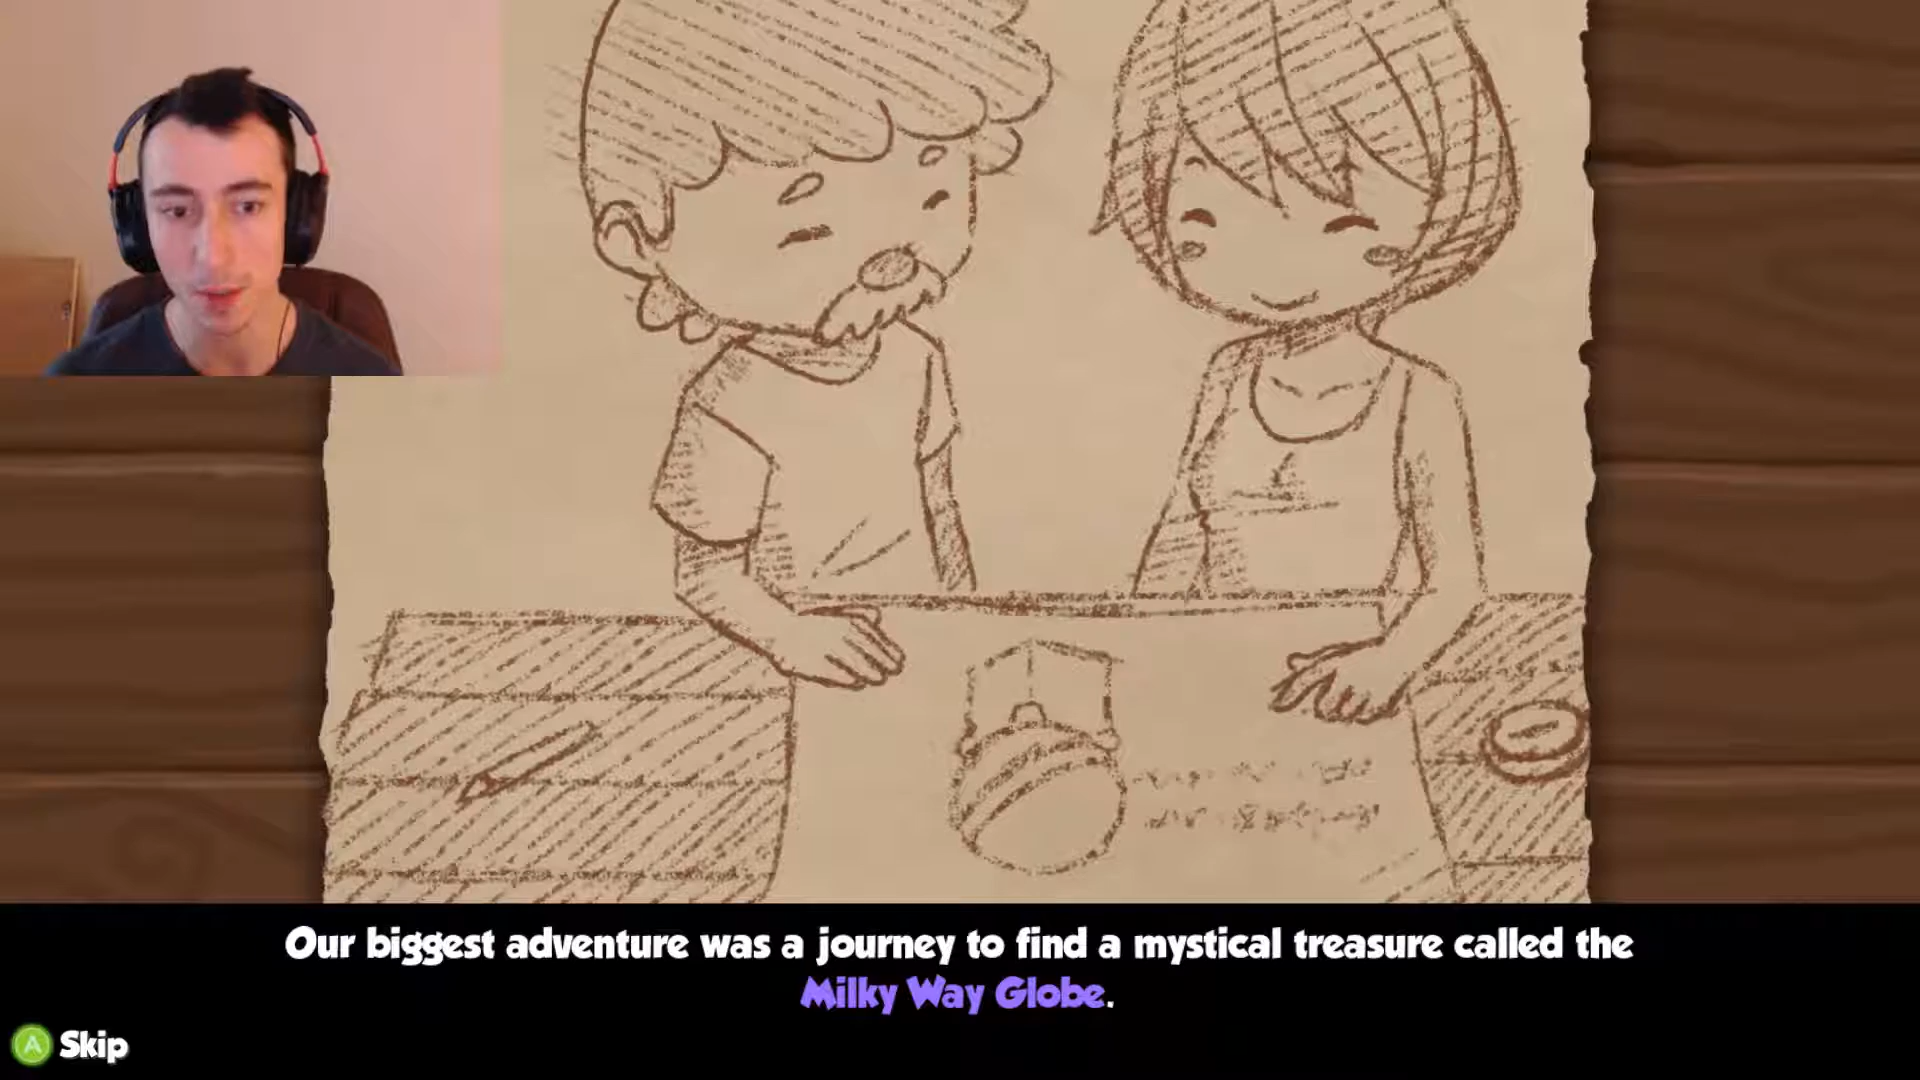 Our biggest adventure was a journey to find a mystical treasure called the
Milky Way Globe.
A Skip